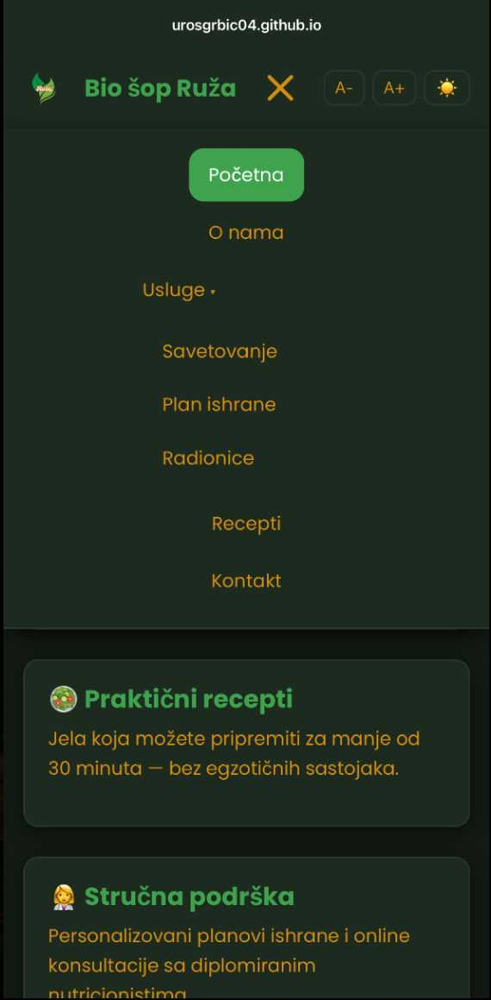 urosgrbic04.github.io
Bio šop Ruža A- A+
Početna
O nama
Usluge ▾
Savetovanje
Plan ishrane
Radionice
Recepti
Kontakt
Praktični recepti
Jela koja možete pripremiti za manje od
30 minuta — bez egzotičnih sastojaka.
Stručna podrška
Personalizovani planovi ishrane i online
konsultacije sa diplomiranim
nutricionistima